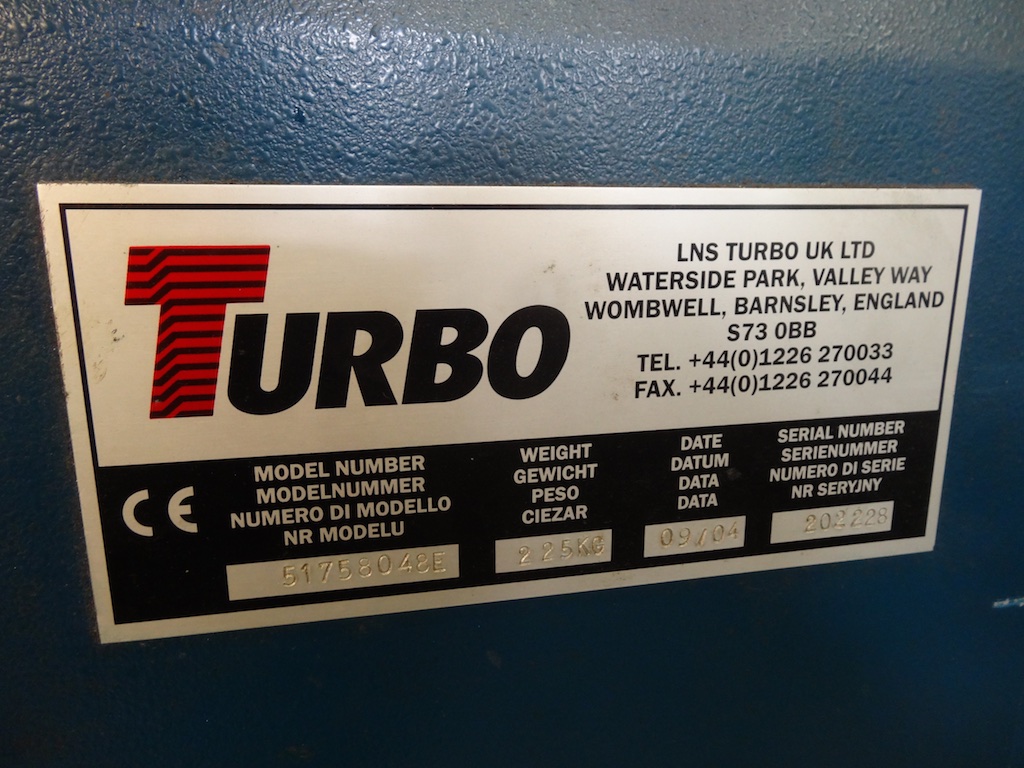 TURBO
LNS TURBO UK LTD
WATERSIDE PARK, VALLEY WAY
WOMBWELL, BARNSLEY, ENGLAND
S73 0BB
TEL. +44(0)1226 270033
FAX. +44(0)1226 270044
CE
MODEL NUMBER
MODELNUMMER
NUMERO DI MODELLO
NR MODELU
51758048E
WEIGHT
GEWICHT
PESO
CIEZAR
225KG
DATE
DATUM
DATA
DATA
09/04
SERIAL NUMBER
SERIENUMMER
NUMERO DI SERIE
NR SERYJNY
202228